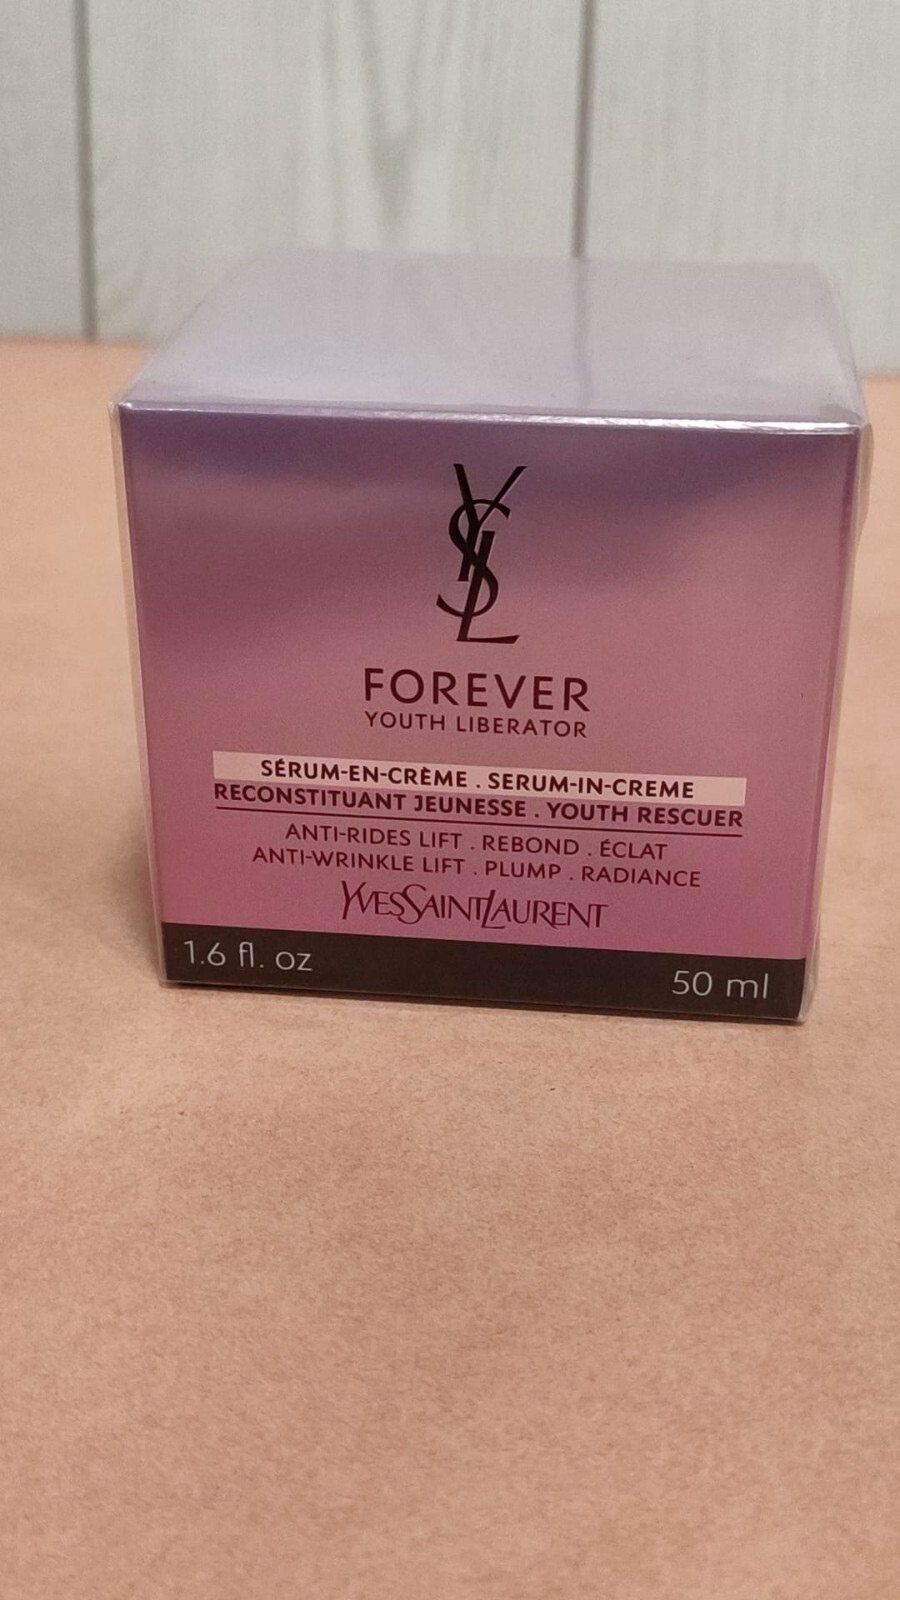 YSL
FOREVER
YOUTH LIBERATOR
SÉRUM-EN-CRÈME . SERUM-IN-CREME
RECONSTITUANT JEUNESSE . YOUTH RESCUER
ANTI-RIDES LIFT . REBOND . ÉCLAT
ANTI-WRINKLE LIFT . PLUMP . RADIANCE
YVESSAINTLAURENT
1.6 fl. oz
50 ml